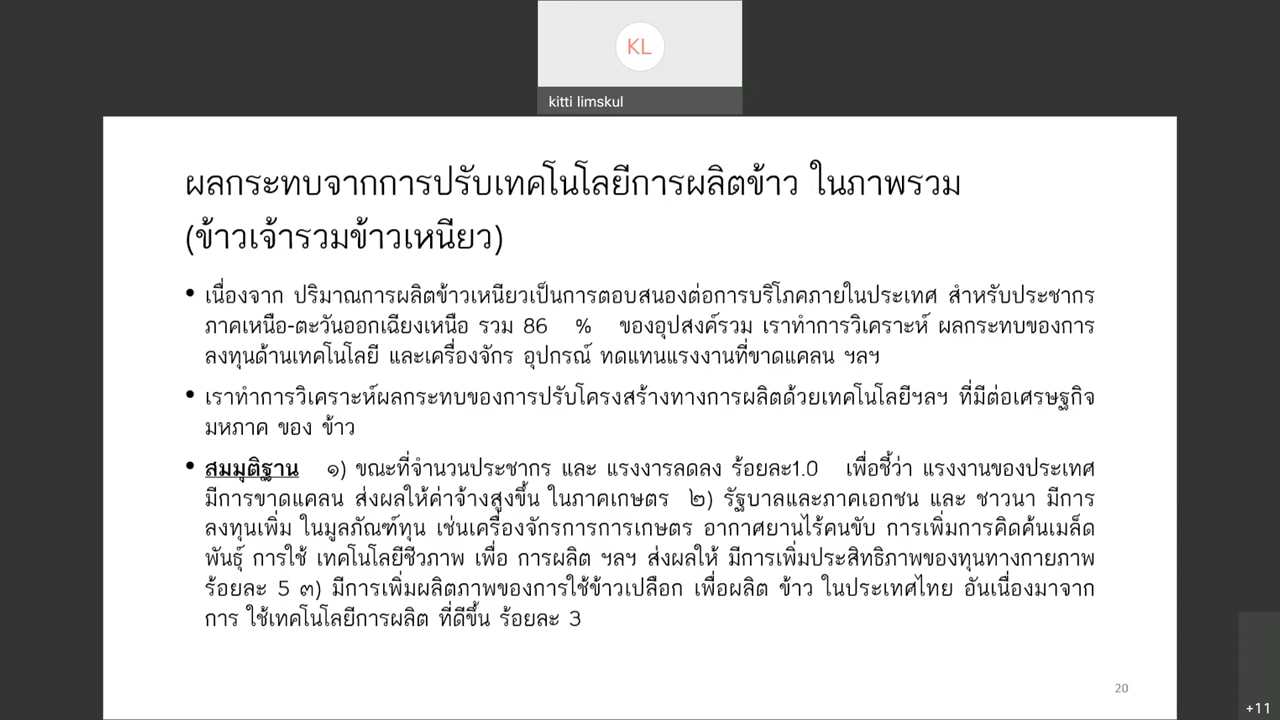 KL
kitti limskul
ผลกระทบจากการปรับเทคโนโลยีการผลิตข้าว ในภาพรวม
(ข้าวเจ้ารวมข้าวเหนียว)
• เนื่องจาก ปริมาณการผลิตข้าวเหนียวเป็นการตอบสนองต่อการบริโภคภายในประเทศ สำหรับประชากร
ภาคเหนือ-ตะวันออกเฉียงเหนือ รวม 86 % ของอุปสงค์รวม เราทำการวิเคราะห์ ผลกระทบของการ
ลงทุนด้านเทคโนโลยี และเครื่องจักร อุปกรณ์ ทดแทนแรงงานที่ขาดแคลน ฯลฯ
• เราทำการวิเคราะห์ผลกระทบของการปรับโครงสร้างทางการผลิตด้วยเทคโนโลยีฯลฯ ที่มีต่อเศรษฐกิจ
มหภาค ของ ข้าว
• สมมุติฐาน ๑) ขณะที่จำนวนประชากร และ แรงงารลดลง ร้อยละ1.0 เพื่อชี้ว่า แรงงานของประเทศ
มีการขาดแคลน ส่งผลให้ค่าจ้างสูงขึ้น ในภาคเกษตร ๒) รัฐบาลและภาคเอกชน และ ชาวนา มีการ
ลงทุนเพิ่ม ในมูลภัณฑ์ทุน เช่นเครื่องจักรการการเกษตร อากาศยานไร้คนขับ การเพิ่มการคิดค้นเมล็ด
พันธุ์ การใช้ เทคโนโลยีชีวภาพ เพื่อ การผลิต ฯลฯ ส่งผลให้ มีการเพิ่มประสิทธิภาพของทุนทางกายภาพ
ร้อยละ 5 ๓) มีการเพิ่มผลิตภาพของการใช้ข้าวเปลือก เพื่อผลิต ข้าว ในประเทศไทย อันเนื่องมาจาก
การ ใช้เทคโนโลยีการผลิต ที่ดีขึ้น ร้อยละ 3
20
+11